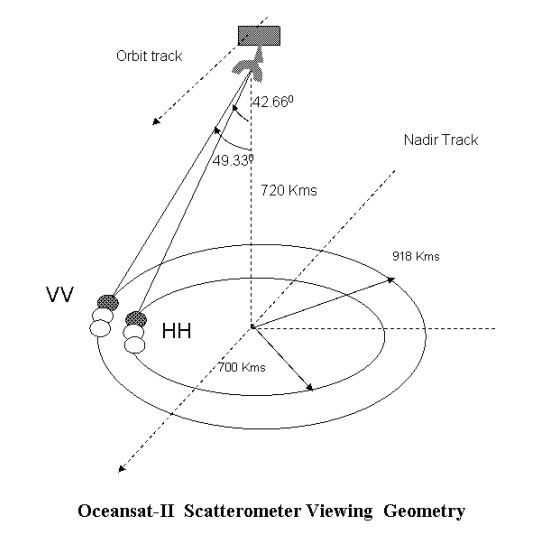 Orbit track
42.66⁰
Nadir Track
49.33⁰
720 Kms
918 Kms
VV
HH
700 Kms
Oceansat-II Scatterometer Viewing Geometry